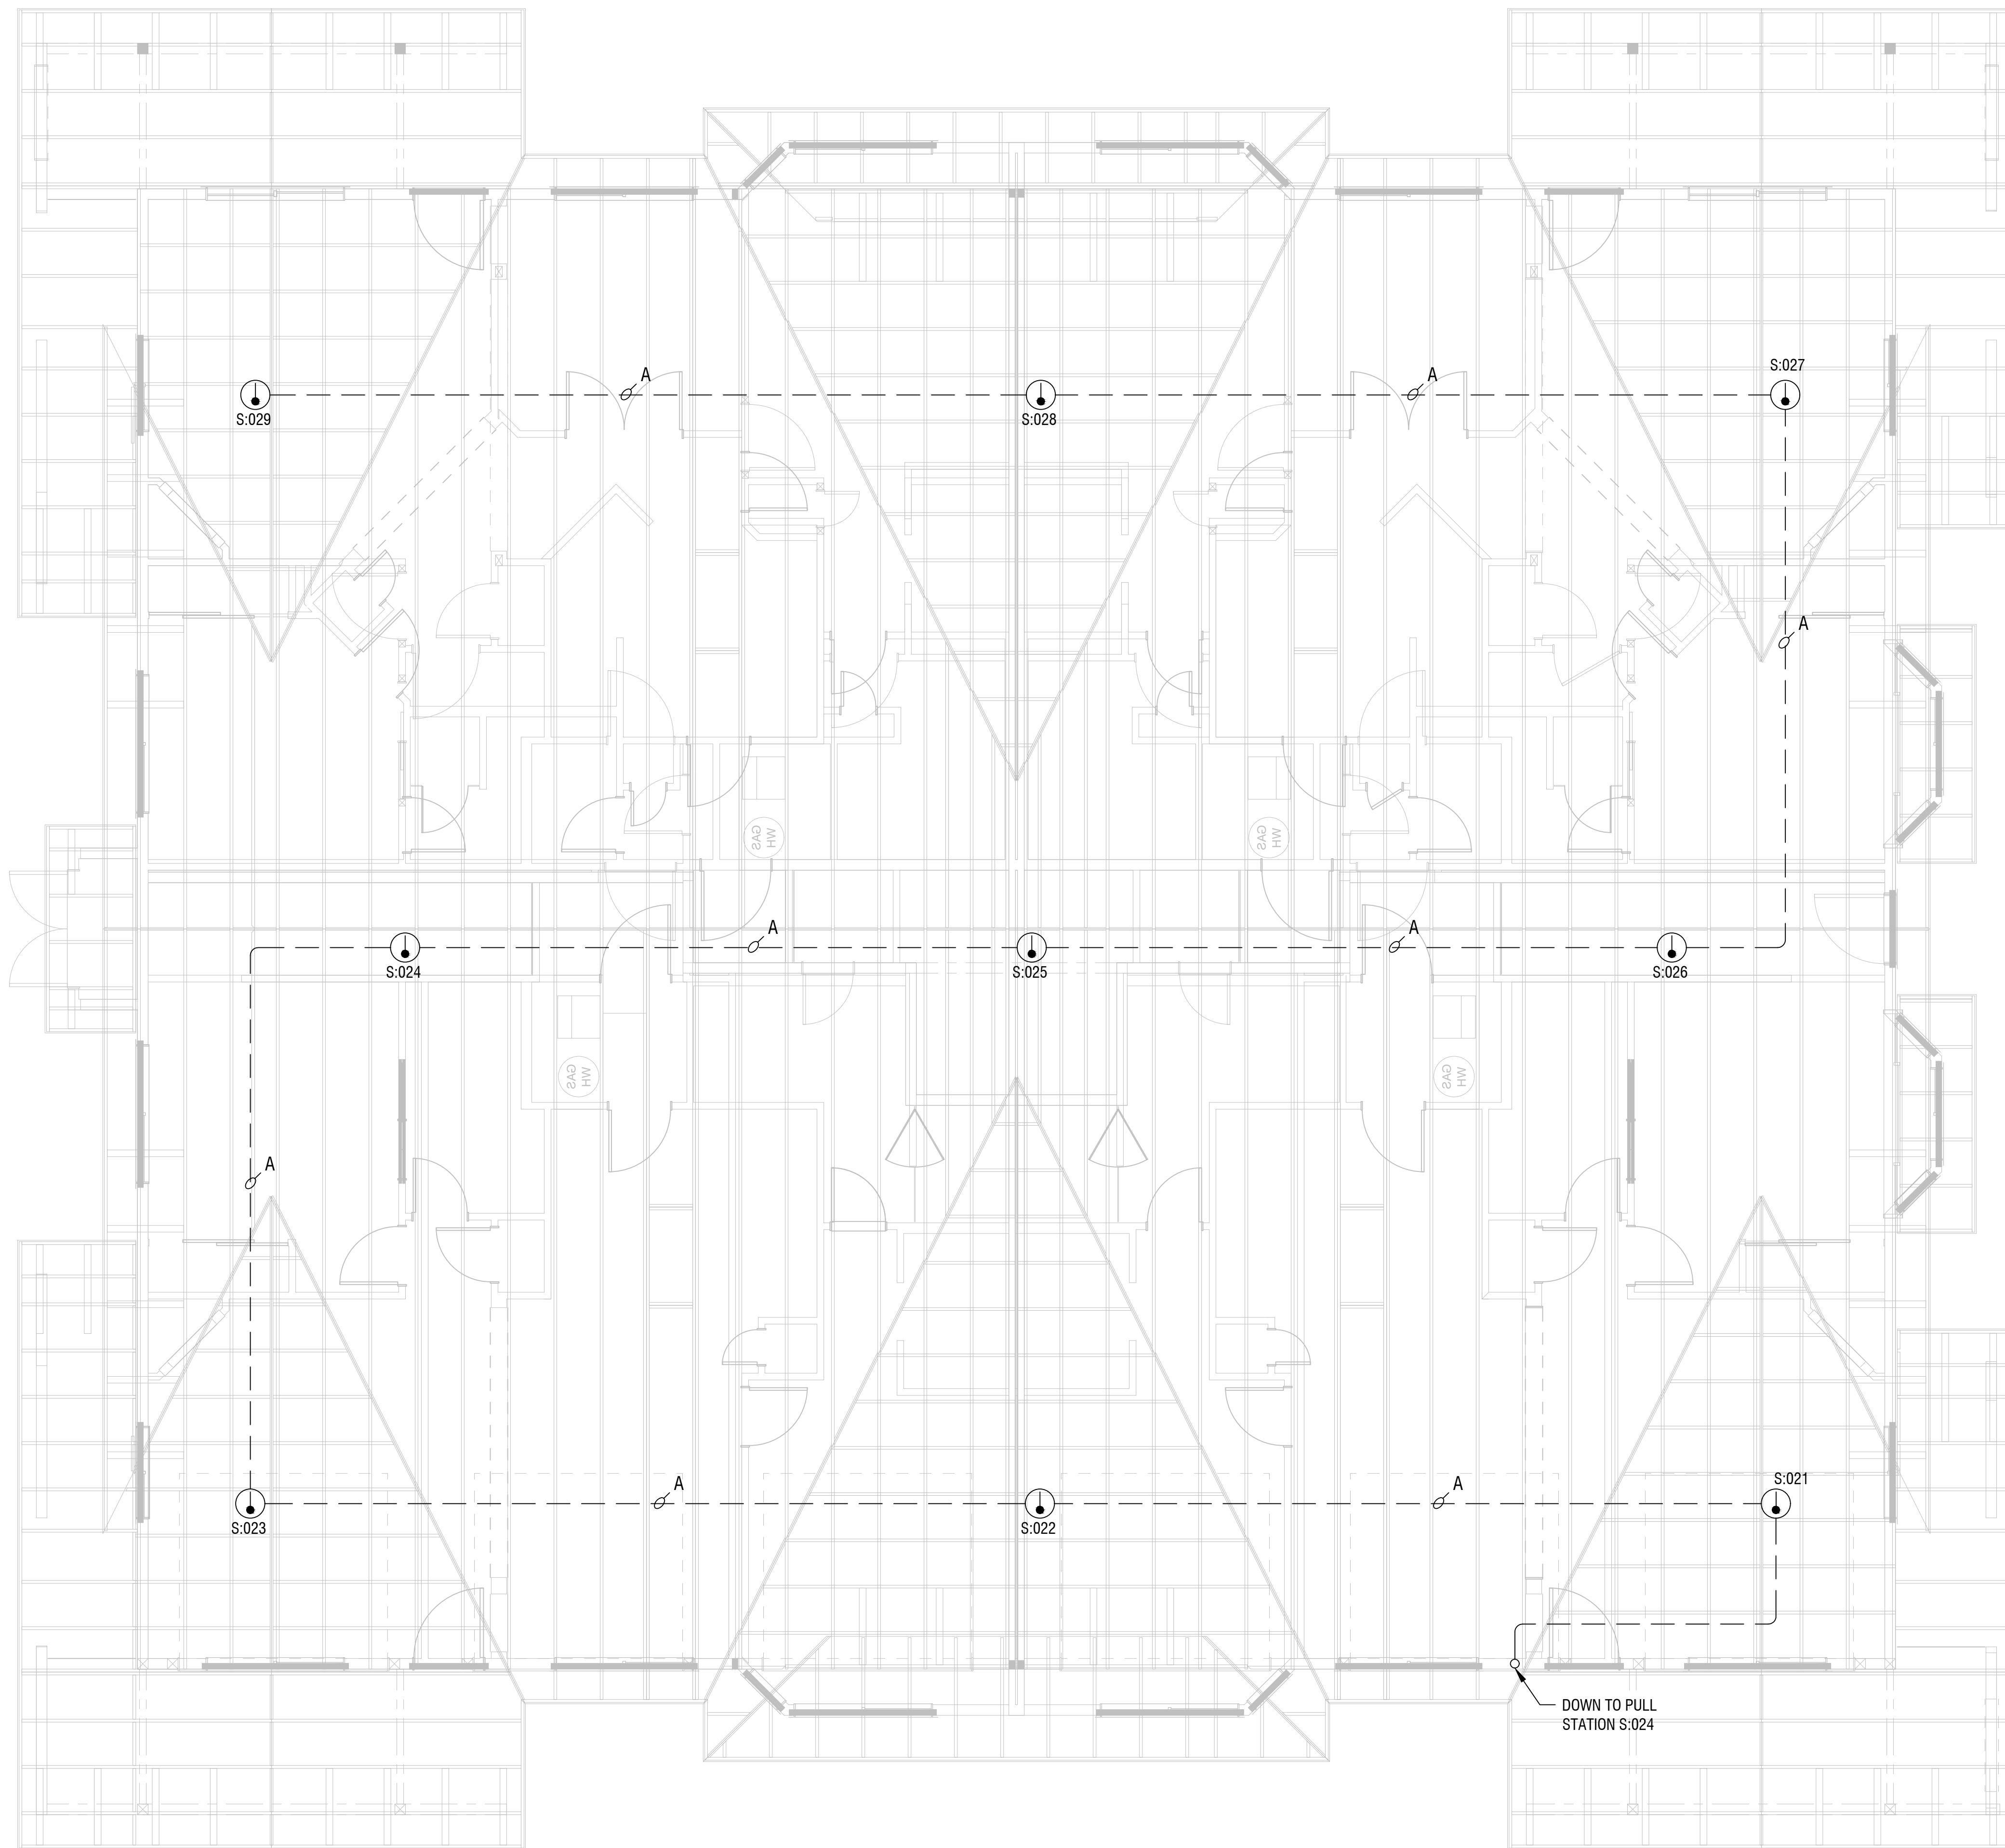 S:027
A
A
S:029
S:028
A
WH
GAS
WH
GAS
A
A
S:024
S:025
S:026
WH
GAS
WH
GAS
A
S:021
A
A
S:023
S:022
DOWN TO PULL
STATION S:024